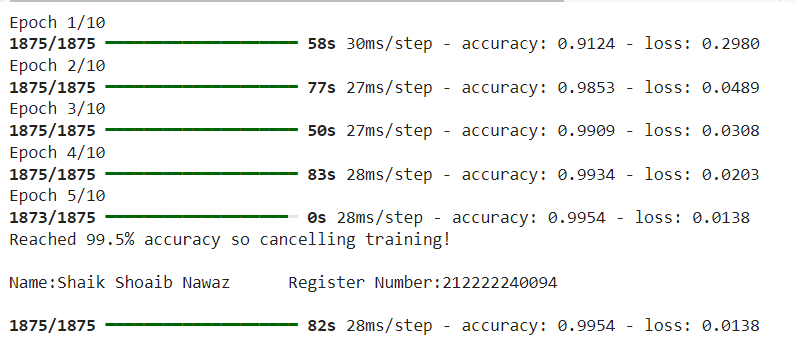 Epoch 1/10
1875/1875 ━━━━━━━━━━━━━━━━━━━━ 58s 30ms/step - accuracy: 0.9124 - loss: 0.2980
Epoch 2/10
1875/1875 ━━━━━━━━━━━━━━━━━━━━ 77s 27ms/step - accuracy: 0.9853 - loss: 0.0489
Epoch 3/10
1875/1875 ━━━━━━━━━━━━━━━━━━━━ 50s 27ms/step - accuracy: 0.9909 - loss: 0.0308
Epoch 4/10
1875/1875 ━━━━━━━━━━━━━━━━━━━━ 83s 28ms/step - accuracy: 0.9934 - loss: 0.0203
Epoch 5/10
1873/1875 ━━━━━━━━━━━━━━━━━━━━ 0s 28ms/step - accuracy: 0.9954 - loss: 0.0138
Reached 99.5% accuracy so cancelling training!
Name:Shaik Shoaib Nawaz      Register Number:212222240094
1875/1875 ━━━━━━━━━━━━━━━━━━━━ 82s 28ms/step - accuracy: 0.9954 - loss: 0.0138